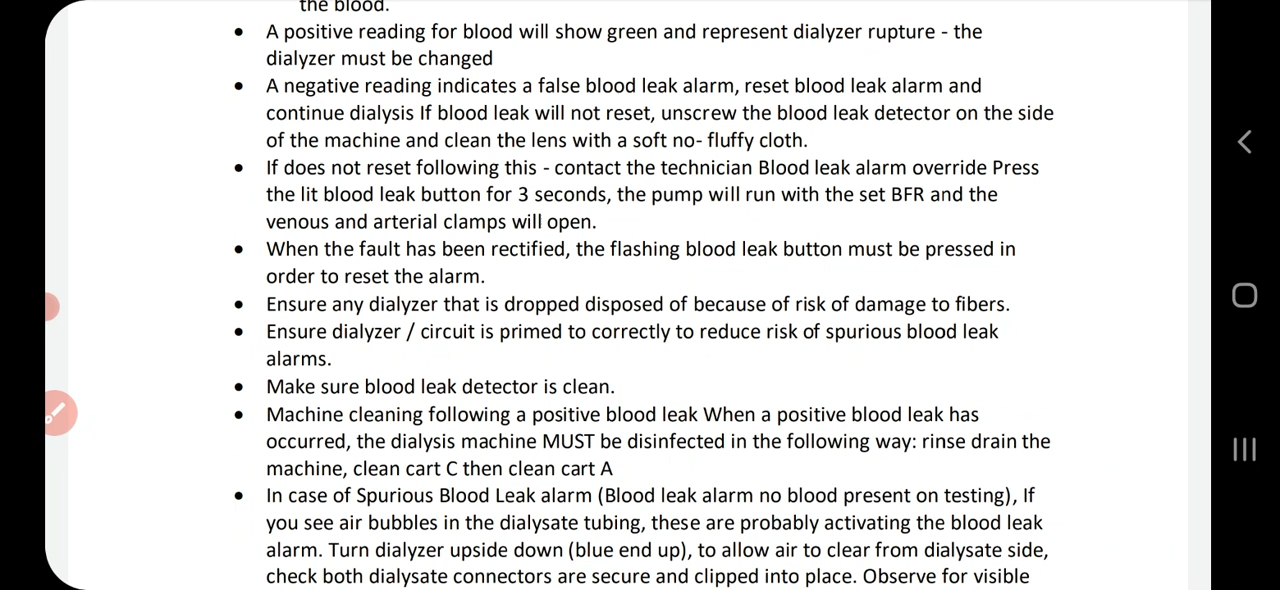 the blood.
• A positive reading for blood will show green and represent dialyzer rupture - the
dialyzer must be changed
• A negative reading indicates a false blood leak alarm, reset blood leak alarm and
continue dialysis If blood leak will not reset, unscrew the blood leak detector on the side
of the machine and clean the lens with a soft no- fluffy cloth.
• If does not reset following this - contact the technician Blood leak alarm override Press
the lit blood leak button for 3 seconds, the pump will run with the set BFR and the
venous and arterial clamps will open.
• When the fault has been rectified, the flashing blood leak button must be pressed in
order to reset the alarm.
• Ensure any dialyzer that is dropped disposed of because of risk of damage to fibers.
• Ensure dialyzer / circuit is primed to correctly to reduce risk of spurious blood leak
alarms.
• Make sure blood leak detector is clean.
• Machine cleaning following a positive blood leak When a positive blood leak has
occurred, the dialysis machine MUST be disinfected in the following way: rinse drain the
machine, clean cart C then clean cart A
• In case of Spurious Blood Leak alarm (Blood leak alarm no blood present on testing), If
you see air bubbles in the dialysate tubing, these are probably activating the blood leak
alarm. Turn dialyzer upside down (blue end up), to allow air to clear from dialysate side,
check both dialysate connectors are secure and clipped into place. Observe for visible